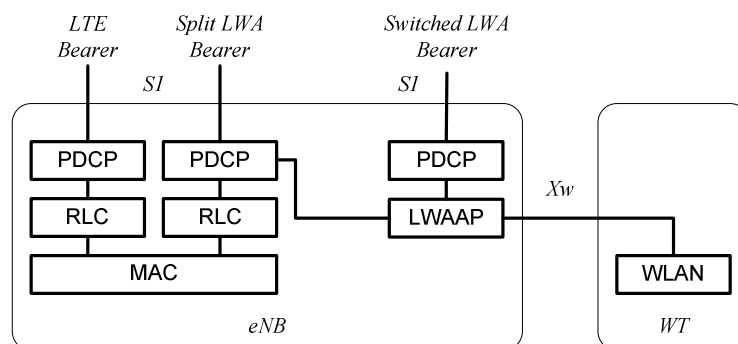 LTE
Bearer
Split LWA
Bearer
Switched LWA
Bearer
S1
S1
PDCP
PDCP
PDCP
Xw
RLC
RLC
LWAAP
MAC
WLAN
eNB
WT